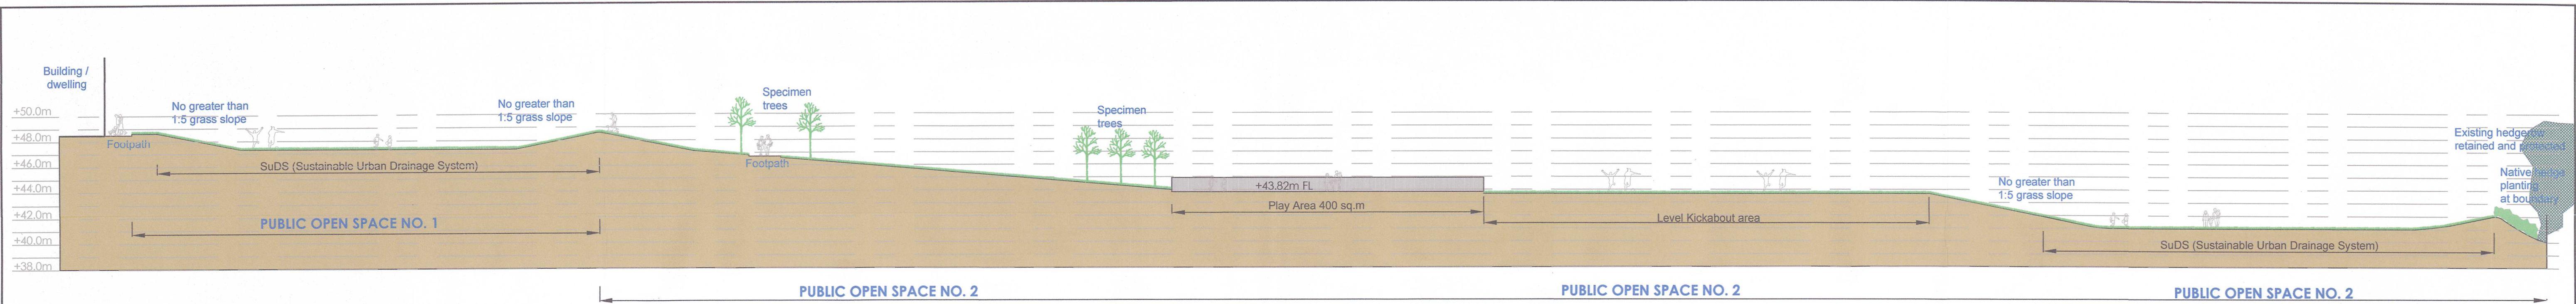 Building /
dwelling
No greater than
1:5 grass slope
No greater than
1:5 grass slope
Specimen
trees
Specimen
trees
+50.0m
+48.0m
+46.0m
+44.0m
+42.0m
+40.0m
+38.0m
Footpath
Footpath
SuDS (Sustainable Urban Drainage System)
PUBLIC OPEN SPACE NO. 1
+43.82m FL
Play Area 400 sq.m
Level Kickabout area
No greater than
1:5 grass slope
Existing hedgerow
retained and protected
Native hedge
planting
at boundary
SuDS (Sustainable Urban Drainage System)
PUBLIC OPEN SPACE NO. 2
PUBLIC OPEN SPACE NO. 2
PUBLIC OPEN SPACE NO. 2